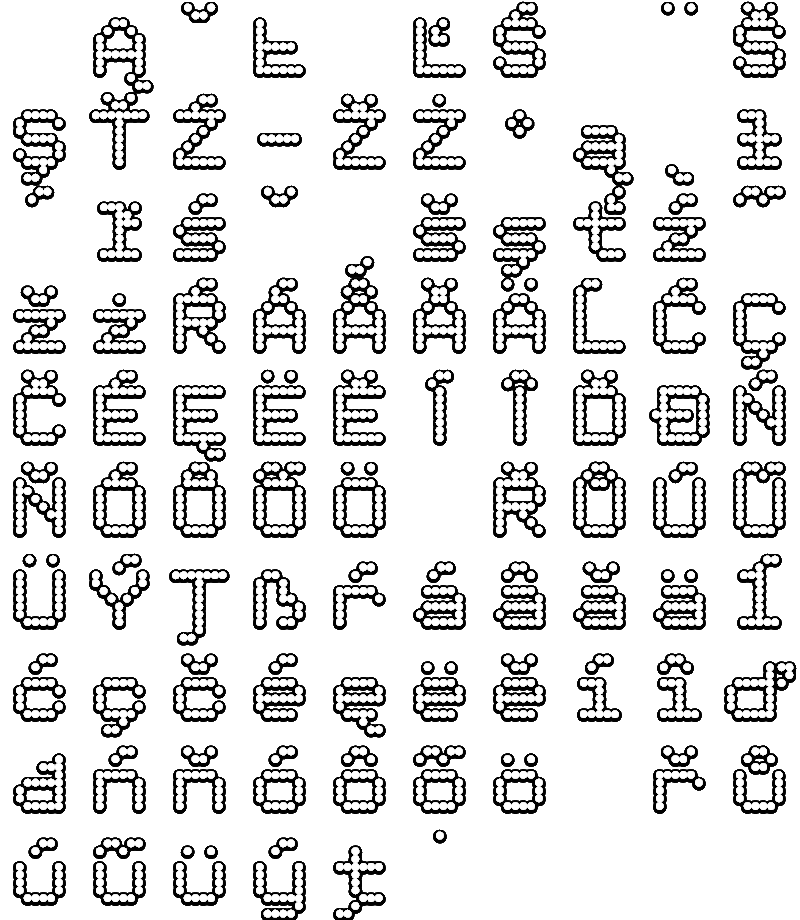 Ą ˘ Ł Ľ Ś ¨ Š
Ş Ť Ź - Ž Ż ° ą ˛ ł
´ ľ ś ˇ š ş ť ź ˝
ž ż Ŕ Á Â Ă Ä Ĺ Ć Ç
Č É Ę Ë Ě Í Î Ď Đ Ń
Ň Ó Ô Ő Ö Ř Ů Ú Ű
Ü Ý Ţ ß ŕ á â ă ä ĺ
ć ç č é ę ë ě í î ď
đ ń ň ó ô ő ö ř ů
ú ű ü ý ţ ˙